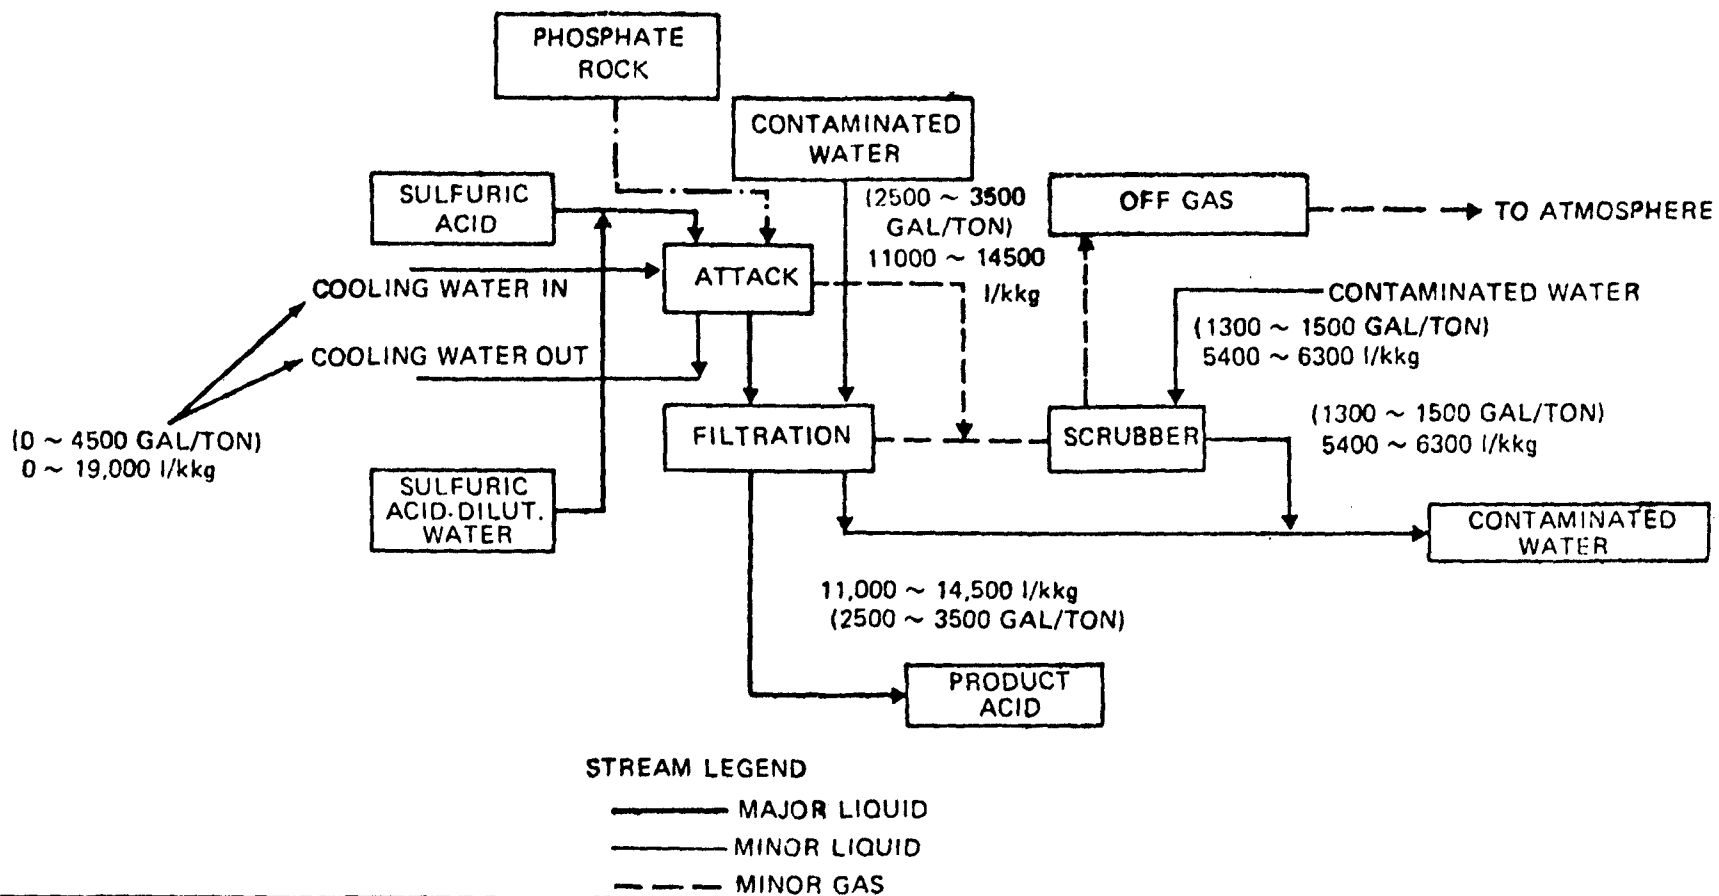 PHOSPHATE
ROCK
CONTAMINATED
WATER
(2500 ~ 3500
GAL/TON)
11000 ~ 14500
l/kkg
SULFURIC
ACID
OFF GAS
TO ATMOSPHERE
ATTACK
COOLING WATER IN
CONTAMINATED WATER
(1300 ~ 1500 GAL/TON)
5400 ~ 6300 l/kkg
COOLING WATER OUT
(0 ~ 4500 GAL/TON)
0 ~ 19,000 l/kkg
FILTRATION
SCRUBBER
(1300 ~ 1500 GAL/TON)
5400 ~ 6300 l/kkg
SULFURIC
ACID·DILUT.
WATER
CONTAMINATED
WATER
11,000 ~ 14,500 l/kkg
(2500 ~ 3500 GAL/TON)
PRODUCT
ACID
STREAM LEGEND
MAJOR LIQUID
MINOR LIQUID
MINOR GAS